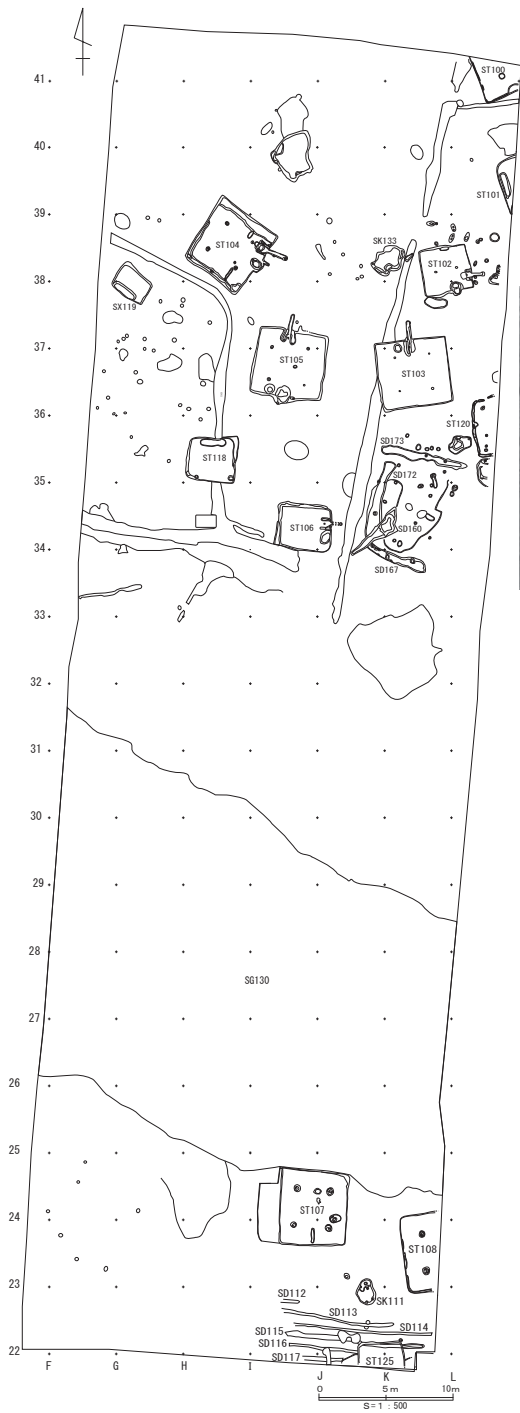 41
ST100
40
ST101
39
ST104
SK133
ST102
38
SX119
37
ST105
ST103
36
ST120
ST118
SD173
35
SD172
ST106
SD160
34
SD167
33
32
31
30
29
28
SG130
27
26
25
24
ST107
ST108
23
SD112
SK111
SD113
SD114
SD115
SD116
22
SD117
ST125
F G H I J K L
0 5m 10m
S=1:500